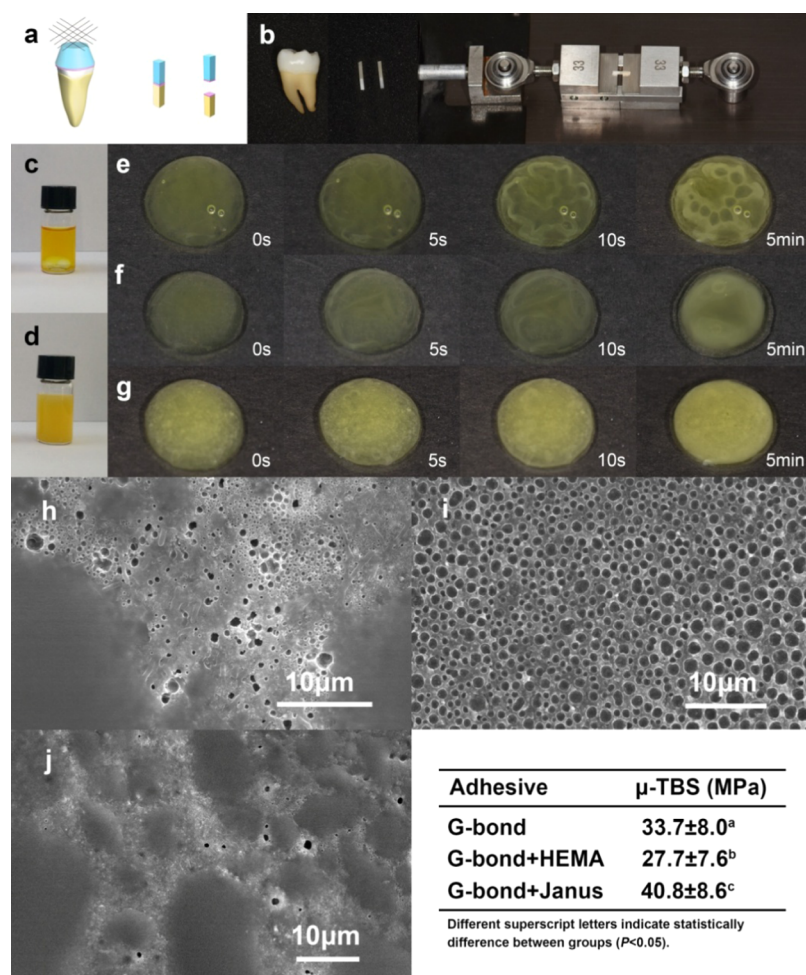 a
b
33
33
c
e
0s
5s
10s
5min
f
0s
5s
10s
5min
d
g
0s
5s
10s
5min
h
10µm
i
10µm
j
10µm
Adhesive μ-TBS (MPa)
G-bond 33.7±8.0ᵃ
G-bond+HEMA 27.7±7.6ᵇ
G-bond+Janus 40.8±8.6ᶜ
Different superscript letters indicate statistically
difference between groups (P<0.05).